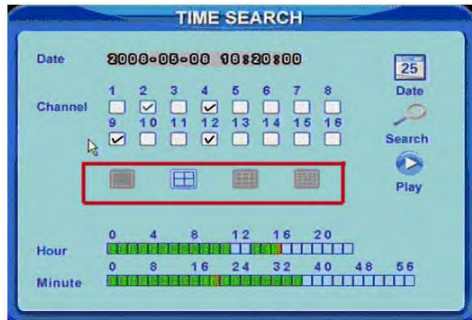 TIME SEARCH
Date 2008-05-08 18:20:00
25
Date
1 2 3 4 5 6 7 8
Channel
9 10 11 12 13 14 15 16
Search
Play
0 4 8 12 16 20
Hour
0 8 16 24 32 40 48 56
Minute